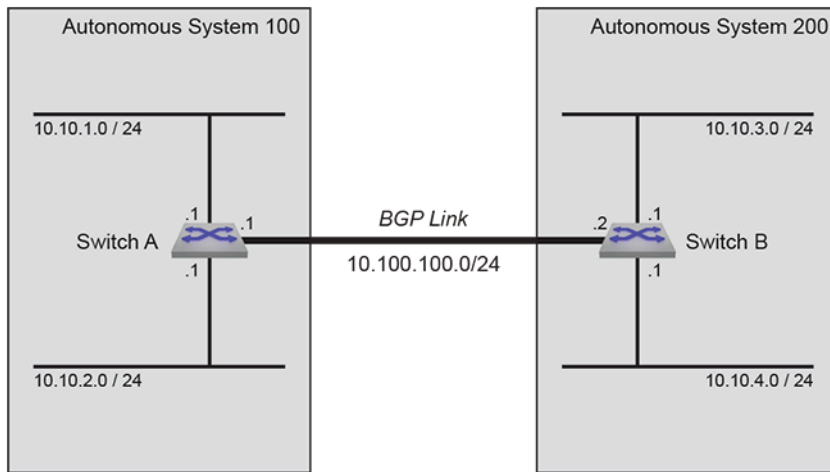 Autonomous System 100
10.10.1.0 / 24
.1
.1
Switch A
.1
10.10.2.0 / 24
BGP Link
10.100.100.0/24
Autonomous System 200
10.10.3.0 / 24
.2
.1
Switch B
.1
10.10.4.0 / 24